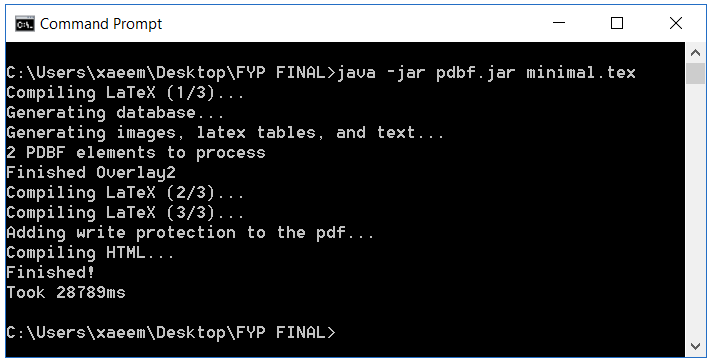 Command Prompt
C:\Users\xaeem\Desktop\FYP FINAL>java -jar pdbf.jar minimal.tex
Compiling LaTeX (1/3)...
Generating database...
Generating images, latex tables, and text...
2 PDBF elements to process
Finished Overlay2
Compiling LaTeX (2/3)...
Compiling LaTeX (3/3)...
Adding write protection to the pdf...
Compiling HTML...
Finished!
Took 28789ms
C:\Users\xaeem\Desktop\FYP FINAL>